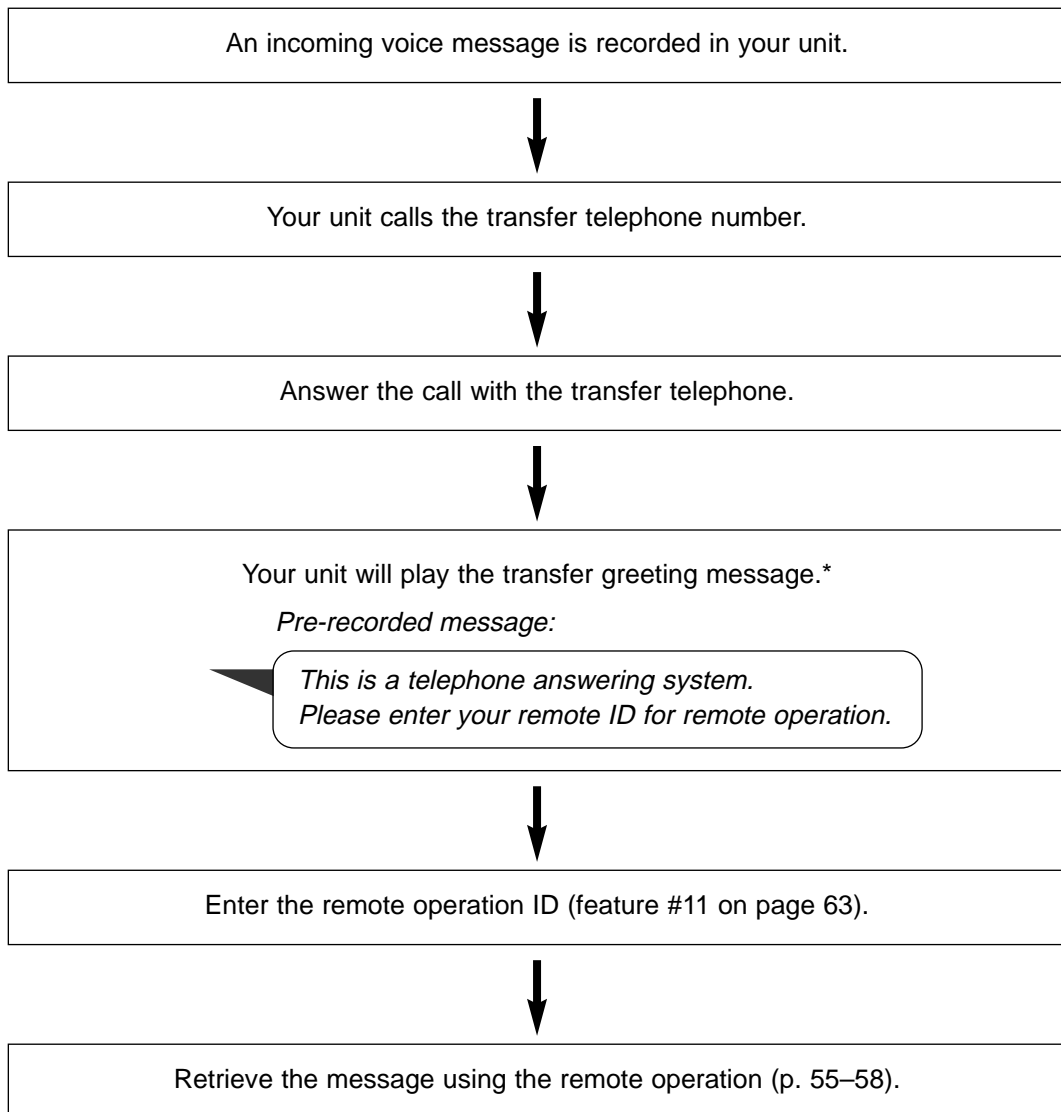 An incoming voice message is recorded in your unit.
Your unit calls the transfer telephone number.
Answer the call with the transfer telephone.
Your unit will play the transfer greeting message.*
Pre-recorded message:
This is a telephone answering system.
Please enter your remote ID for remote operation.
Enter the remote operation ID (feature #11 on page 63).
Retrieve the message using the remote operation (p. 55–58).